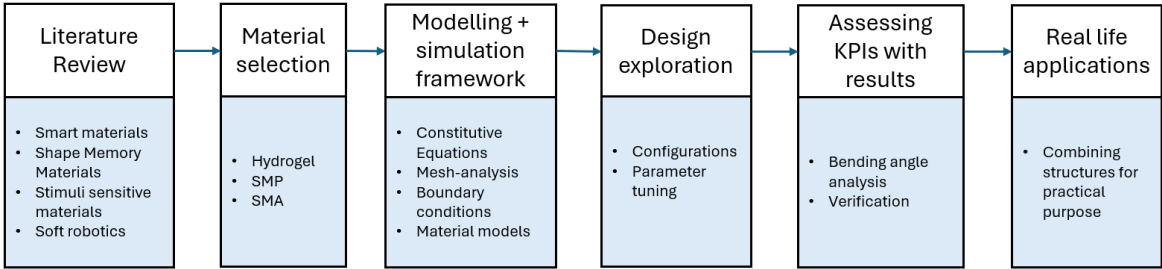 Literature
Review
• Smart materials
• Shape Memory
Materials
• Stimuli sensitive
materials
• Soft robotics
Material
selection
• Hydrogel
• SMP
• SMA
Modelling +
simulation
framework
• Constitutive
Equations
• Mesh-analysis
• Boundary
conditions
• Material models
Design
exploration
• Configurations
• Parameter
tuning
Assessing
KPIs with
results
• Bending angle
analysis
• Verification
Real life
applications
• Combining
structures for
practical
purpose